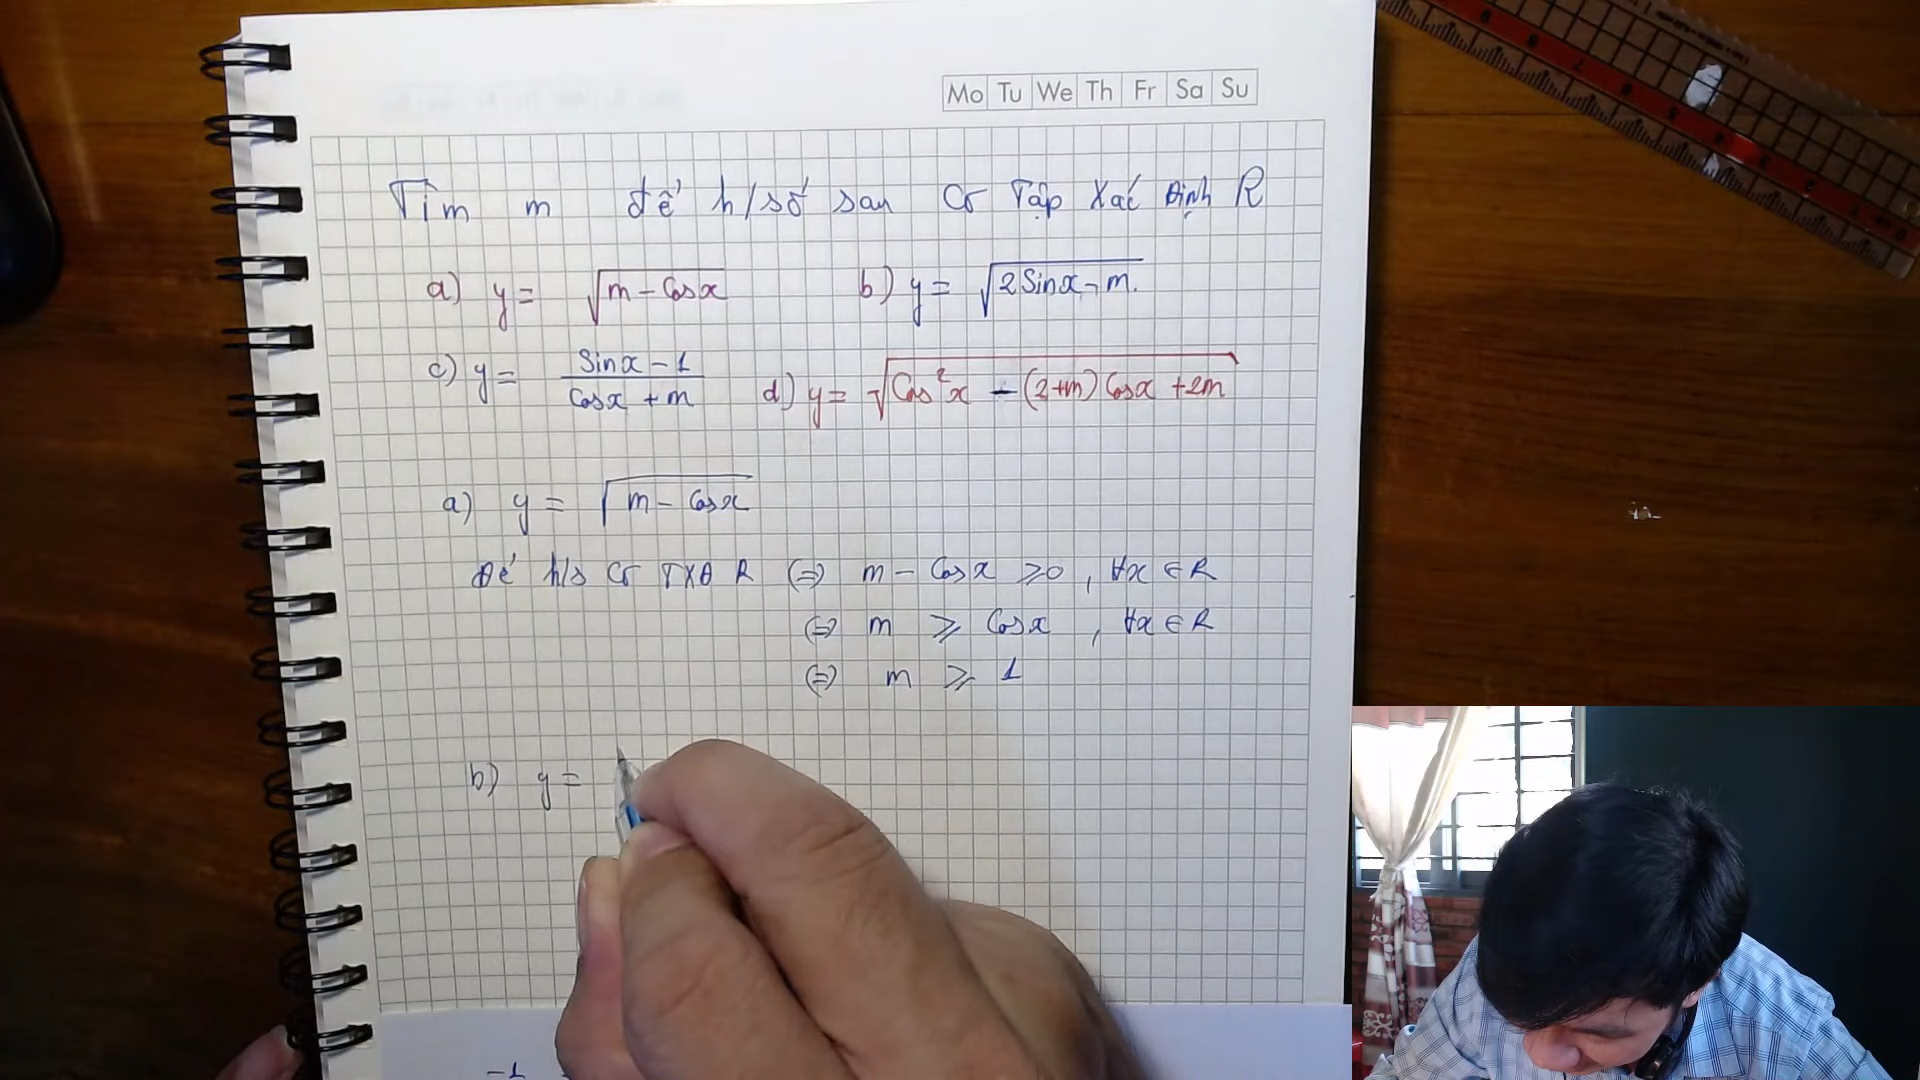 Mo Tu We Th Fr Sa Su
Tìm m để h/số sau có Tập Xác Định R
a) y = √(m - Cosx) b) y = √(2Sinx - m.)
c) y = (Sinx - 1)/(Cosx + m) d) y = √(Cos²x - (2+m)Cosx + 2m)
a) y = √(m - Cosx)
Để h/s có TXĐ R ⇔ m - Cosx ≥ 0, ∀x ∈ R
⇔ m ≥ Cosx, ∀x ∈ R
⇔ m ≥ 1
b) y =
-1